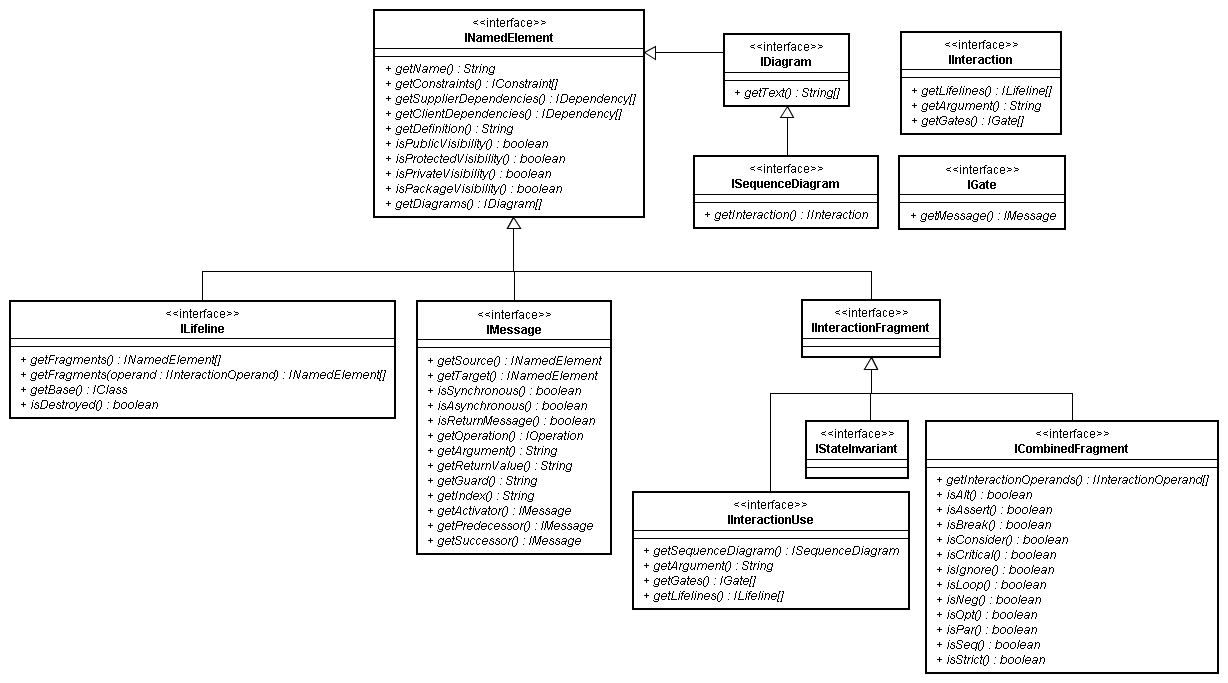 <<interface>>
INamedElement
+ getName() : String
+ getConstraints() : IConstraint[]
+ getSupplierDependencies() : IDependency[]
+ getClientDependencies() : IDependency[]
+ getDefinition() : String
+ isPublicVisibility() : boolean
+ isProtectedVisibility() : boolean
+ isPrivateVisibility() : boolean
+ isPackageVisibility() : boolean
+ getDiagrams() : IDiagram[]
<<interface>>
IDiagram
+ getText() : String[]
<<interface>>
IInteraction
+ getLifelines() : ILifeline[]
+ getArgument() : String
+ getGates() : IGate[]
<<interface>>
ISequenceDiagram
+ getInteraction() : IInteraction
<<interface>>
IGate
+ getMessage() : IMessage
<<interface>>
ILifeline
+ getFragments() : INamedElement[]
+ getFragments(operand : IInteractionOperand) : INamedElement[]
+ getBase() : IClass
+ isDestroyed() : boolean
<<interface>>
IMessage
+ getSource() : INamedElement
+ getTarget() : INamedElement
+ isSynchronous() : boolean
+ isAsynchronous() : boolean
+ isReturnMessage() : boolean
+ getOperation() : IOperation
+ getArgument() : String
+ getReturnValue() : String
+ getGuard() : String
+ getIndex() : String
+ getActivator() : IMessage
+ getPredecessor() : IMessage
+ getSuccessor() : IMessage
<<interface>>
IInteractionFragment
<<interface>>
IStateInvariant
<<interface>>
IInteractionUse
+ getSequenceDiagram() : ISequenceDiagram
+ getArgument() : String
+ getGates() : IGate[]
+ getLifelines() : ILifeline[]
<<interface>>
ICombinedFragment
+ getInteractionOperands() : IInteractionOperand[]
+ isAlt() : boolean
+ isAssert() : boolean
+ isBreak() : boolean
+ isConsider() : boolean
+ isCritical() : boolean
+ isIgnore() : boolean
+ isLoop() : boolean
+ isNeg() : boolean
+ isOpt() : boolean
+ isPar() : boolean
+ isSeq() : boolean
+ isStrict() : boolean